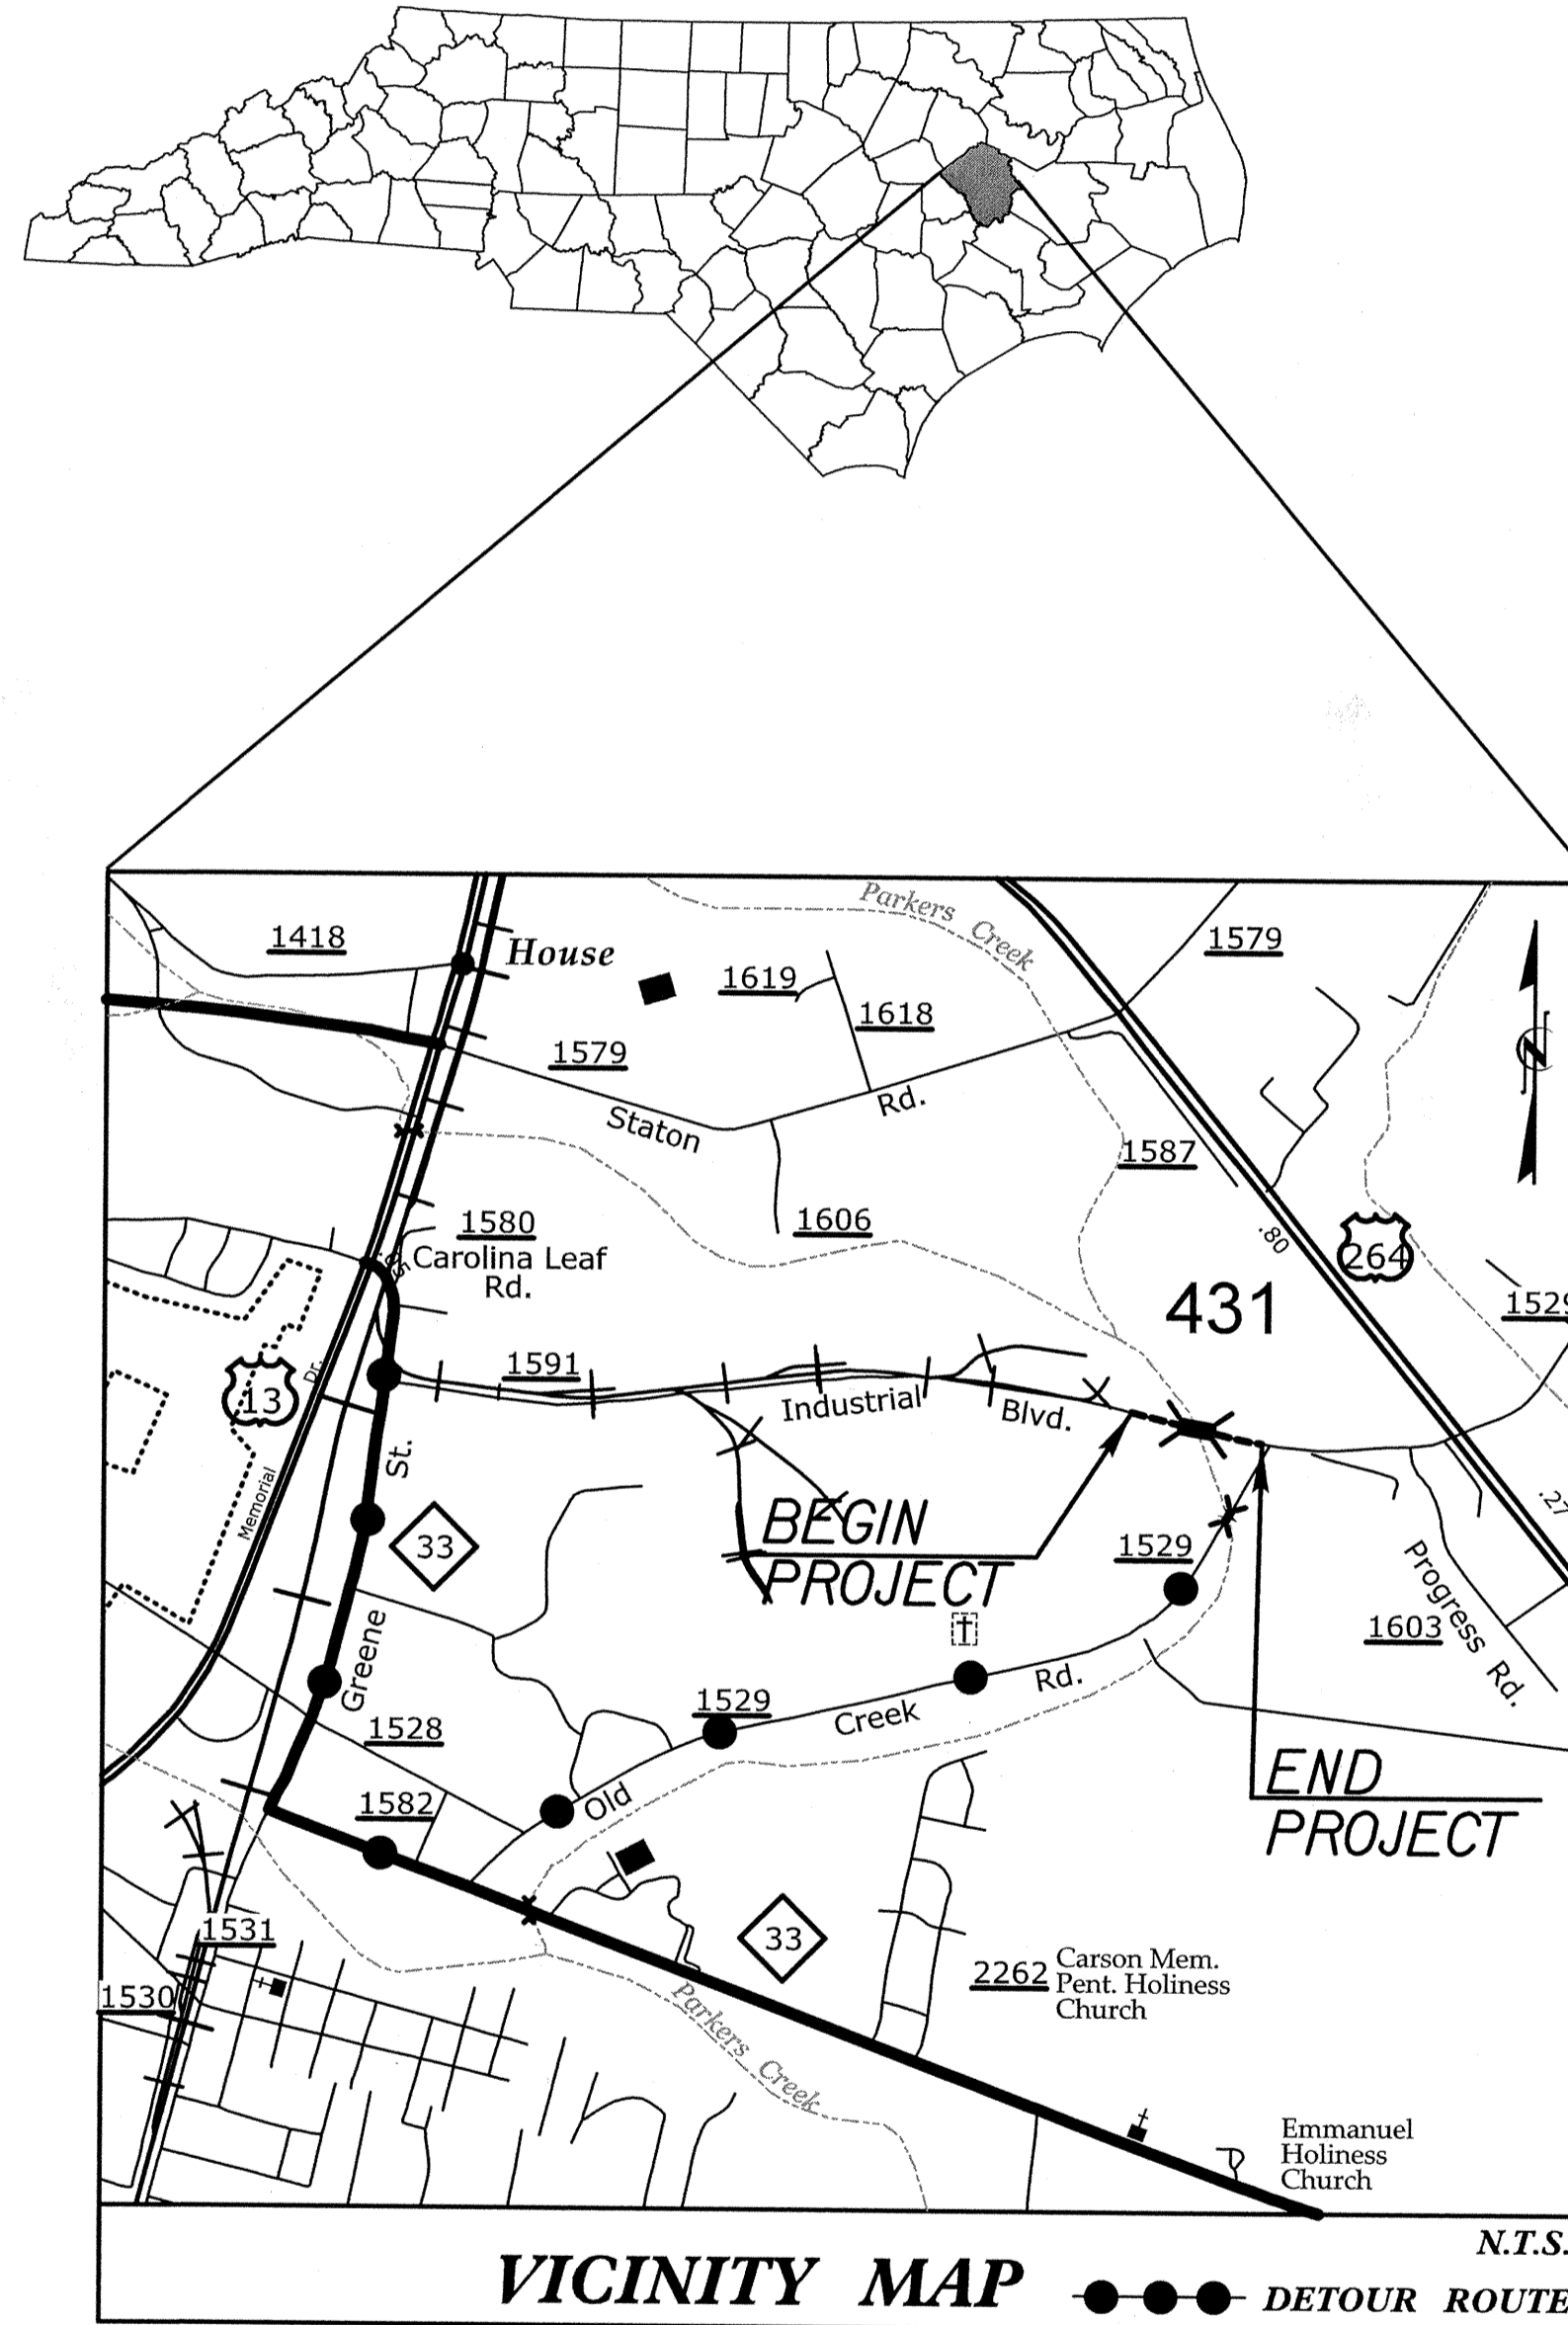 Parkers Creek
1418
House
1579
1619
1618
1579
Staton Rd.
1587
1606
1580
Carolina Leaf
Rd.
.80
264
431
1529
13
Dr.
1591
Industrial Blvd.
St.
Memorial
33
BEGIN
PROJECT
1529
.27
Progress Rd.
1603
Greene
1528
1529
Creek Rd.
Old
END
PROJECT
1582
33
1531
1530
2262
Carson Mem.
Pent. Holiness
Church
Parkers Creek
Emmanuel
Holiness
Church
N.T.S.
VICINITY MAP
DETOUR ROUTE